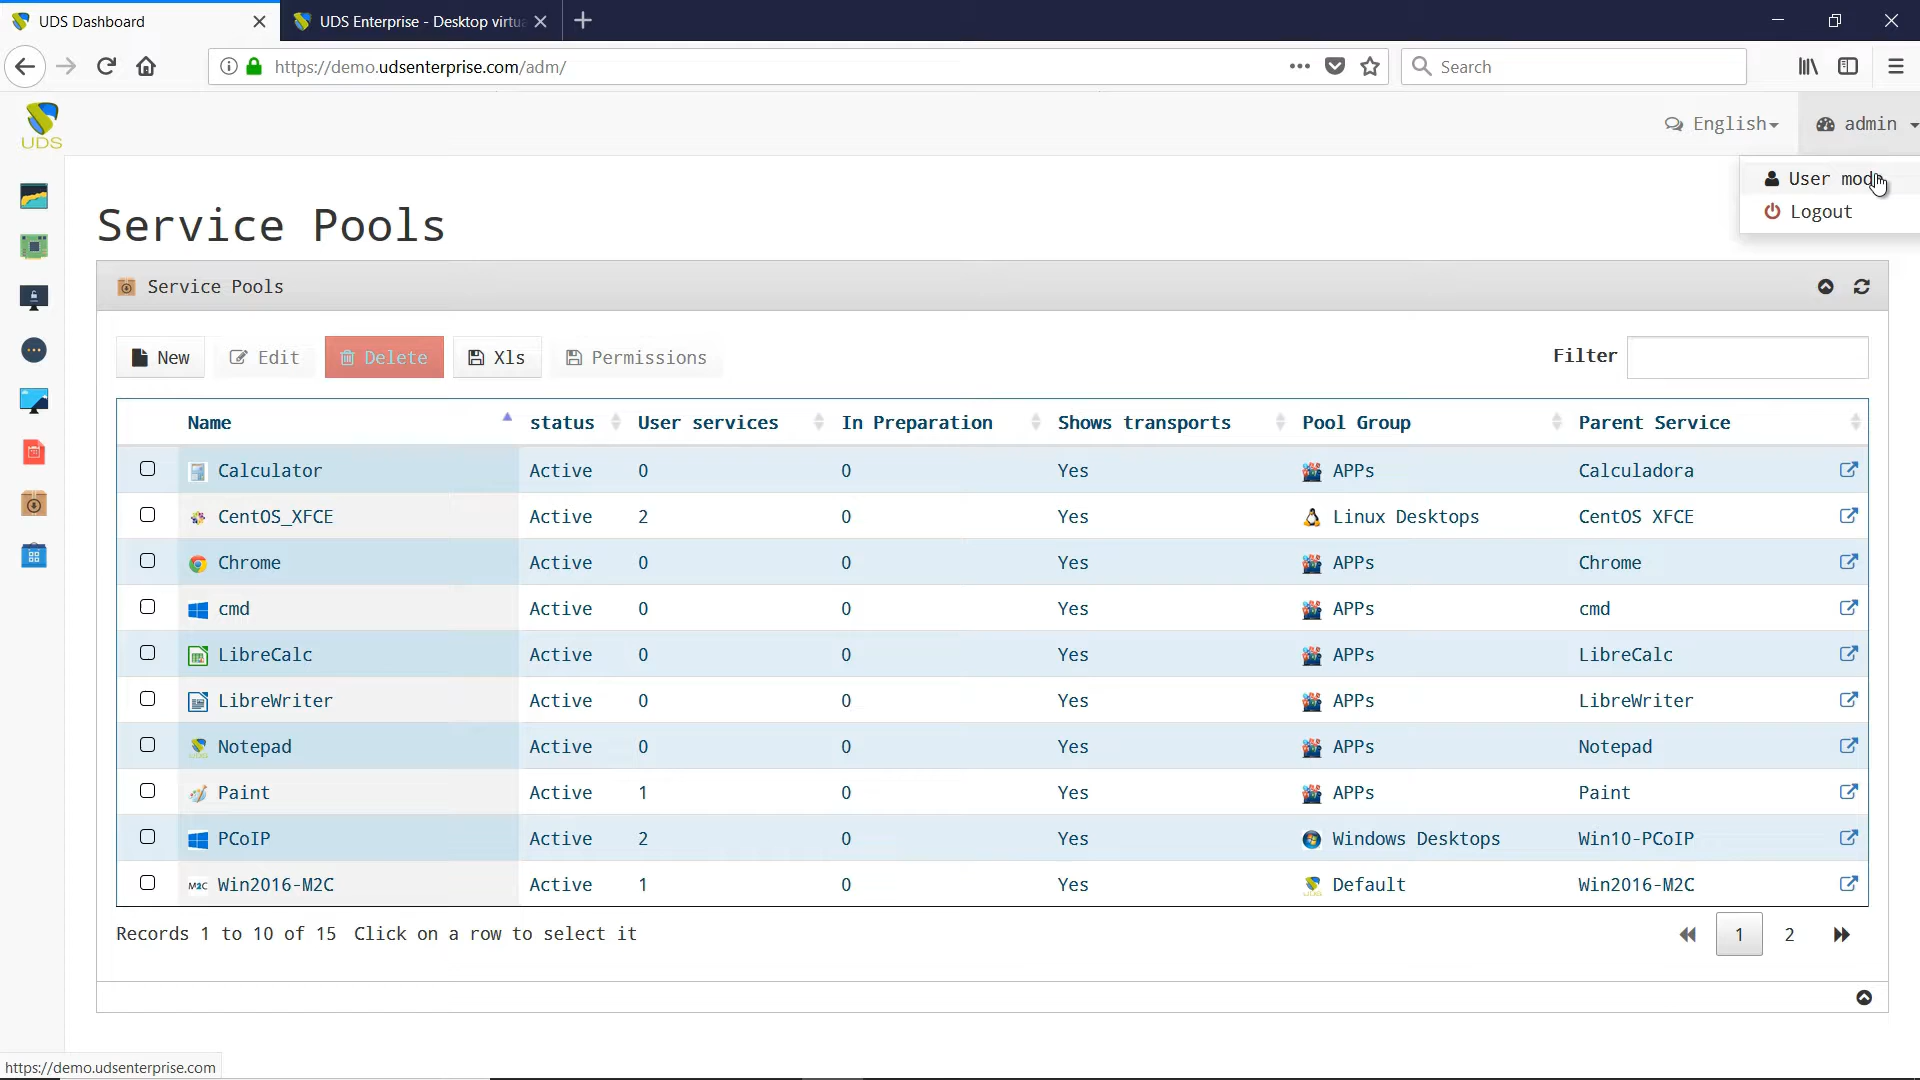 UDS Dashboard
UDS Enterprise - Desktop virtu
https://demo.udsenterprise.com/adm/
Search
UDS
English
admin
User mod
Logout
Service Pools
Service Pools
New Edit Delete Xls Permissions
Filter
Name status User services In Preparation Shows transports Pool Group Parent Service
Calculator Active 0 0 Yes APPs Calculadora
CentOS_XFCE Active 2 0 Yes Linux Desktops CentOS XFCE
Chrome Active 0 0 Yes APPs Chrome
cmd Active 0 0 Yes APPs cmd
LibreCalc Active 0 0 Yes APPs LibreCalc
LibreWriter Active 0 0 Yes APPs LibreWriter
Notepad Active 0 0 Yes APPs Notepad
Paint Active 1 0 Yes APPs Paint
PCoIP Active 2 0 Yes Windows Desktops Win10-PCoIP
M2C Win2016-M2C Active 1 0 Yes Default Win2016-M2C
Records 1 to 10 of 15 Click on a row to select it
1 2
https://demo.udsenterprise.com